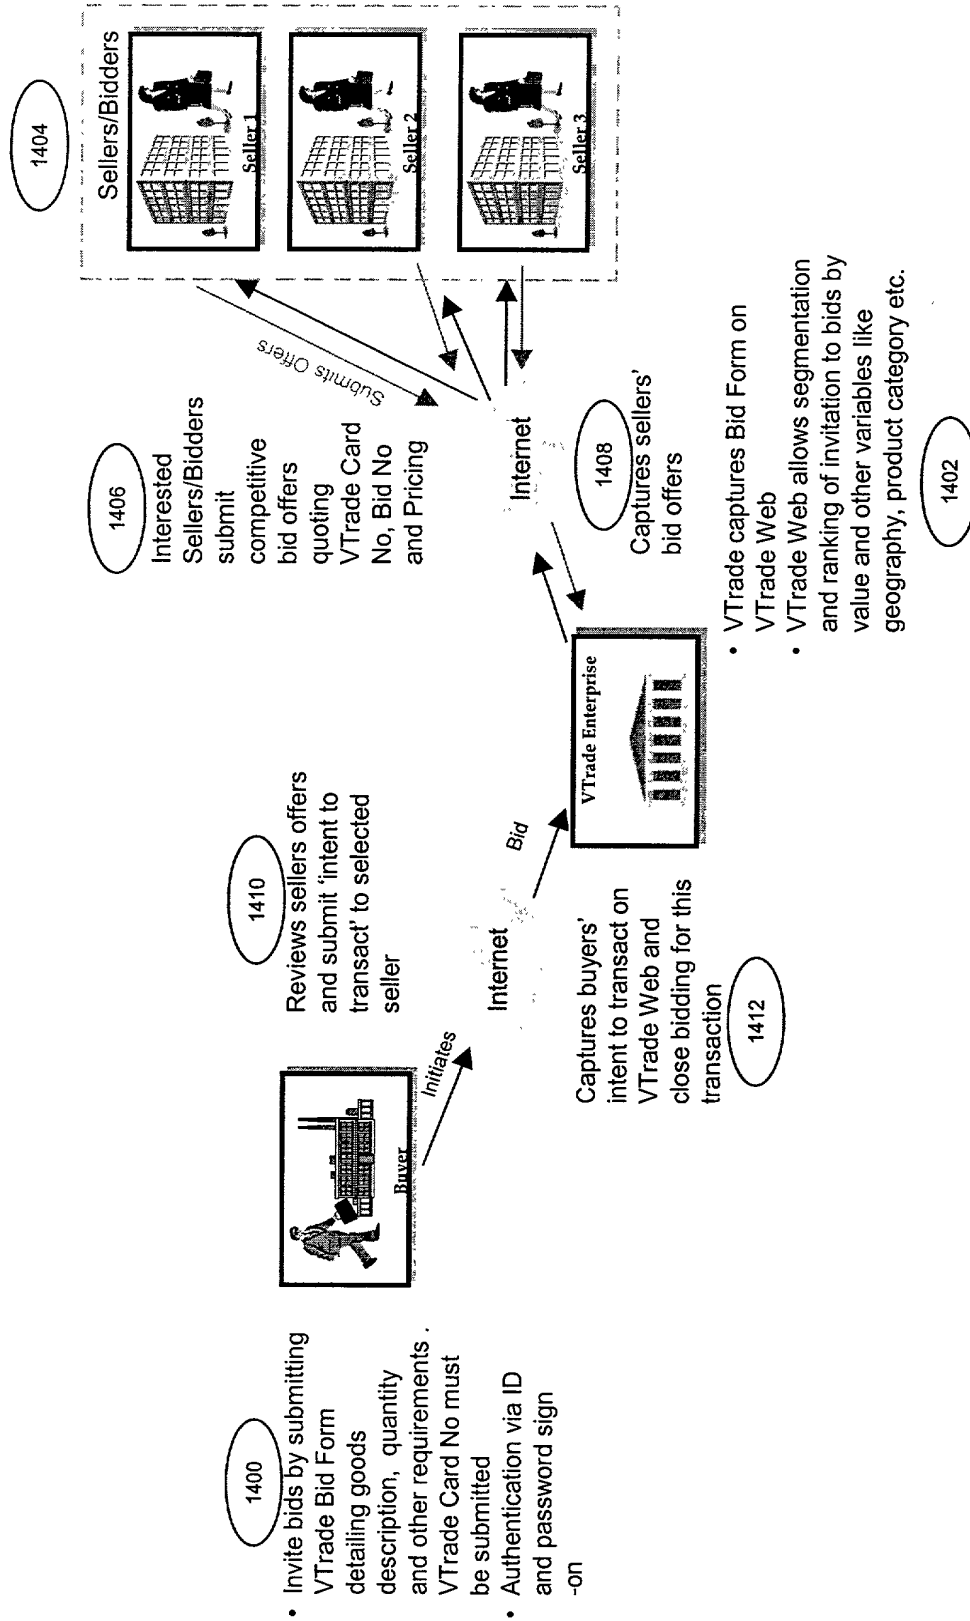 1400
• Invite bids by submitting
VTrade Bid Form
detailing goods
description, quantity
and other requirements .
VTrade Card No must
be submitted
• Authentication via ID
and password sign
-on
Buyer
Initiates
Internet
Bid
1410
Reviews sellers offers
and submit 'intent to
transact' to selected
seller
Captures buyers'
intent to transact on
VTrade Web and
close bidding for this
transaction
1412
VTrade Enterprise
1406
Interested
Sellers/Bidders
submit
competitive
bid offers
quoting
VTrade Card
No, Bid No
and Pricing
Internet
1408
Captures sellers'
bid offers
• VTrade captures Bid Form on
VTrade Web
• VTrade Web allows segmentation
and ranking of invitation to bids by
value and other variables like
geography, product category etc.
1402
Submits Offers
1404
Sellers/Bidders
Seller 1
Seller 2
Seller 3